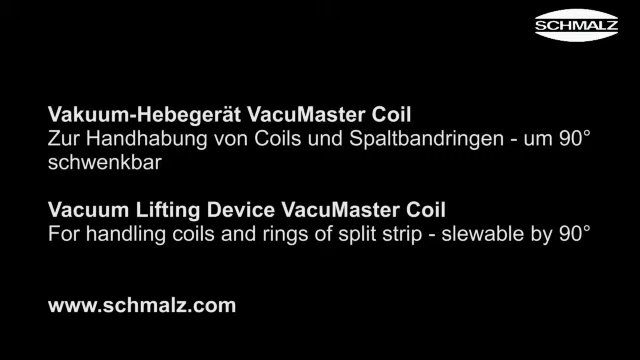 SCHMALZ
Vakuum-Hebegerät VacuMaster Coil
Zur Handhabung von Coils und Spaltbandringen - um 90°
schwenkbar
Vacuum Lifting Device VacuMaster Coil
For handling coils and rings of split strip - slewable by 90°
www.schmalz.com